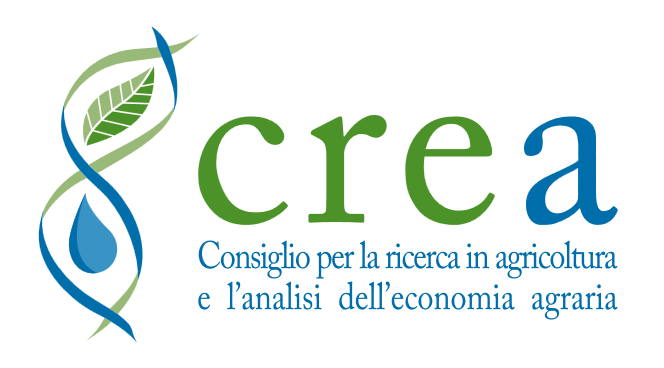 crea
Consiglio per la ricerca in agricoltura
e l'analisi dell'economia agraria